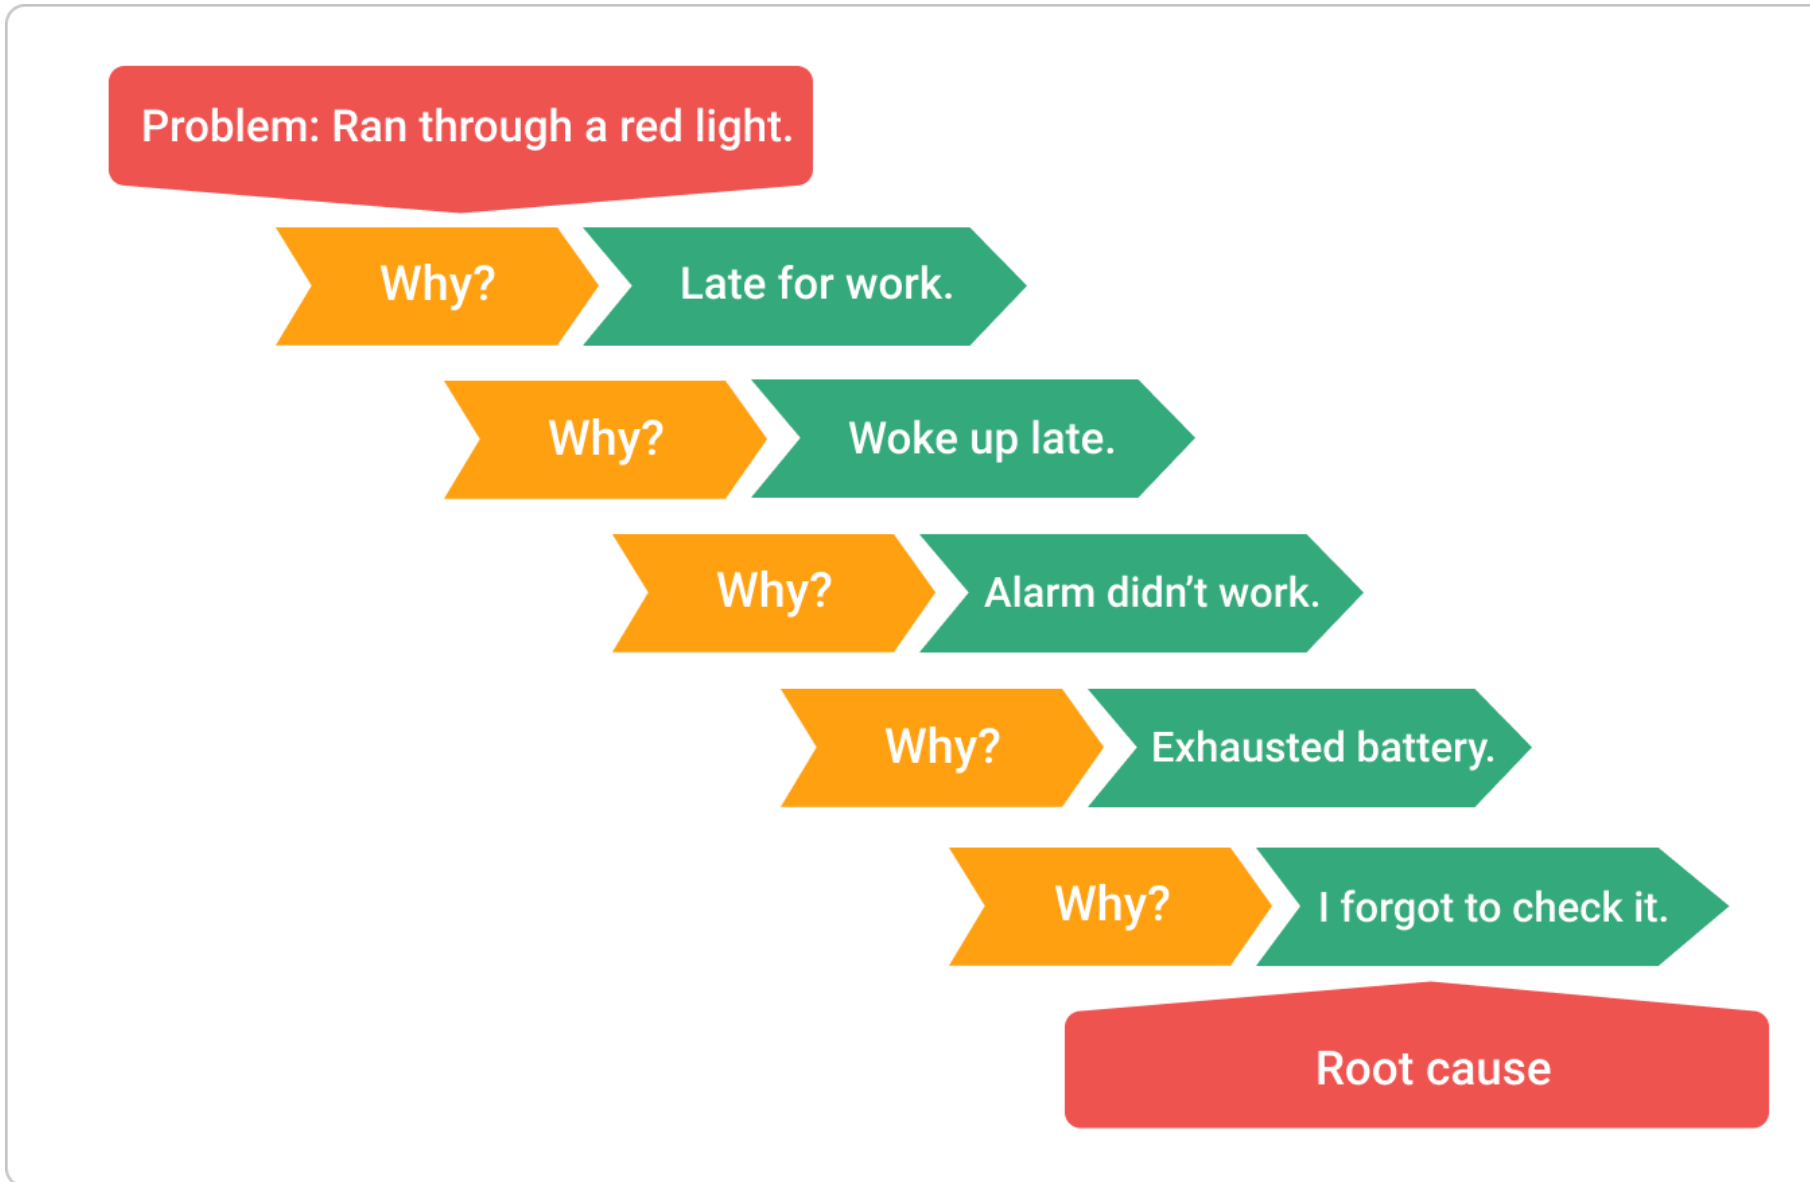 Problem: Ran through a red light.
Why?
Late for work.
Why?
Woke up late.
Why?
Alarm didn’t work.
Why?
Exhausted battery.
Why?
I forgot to check it.
Root cause